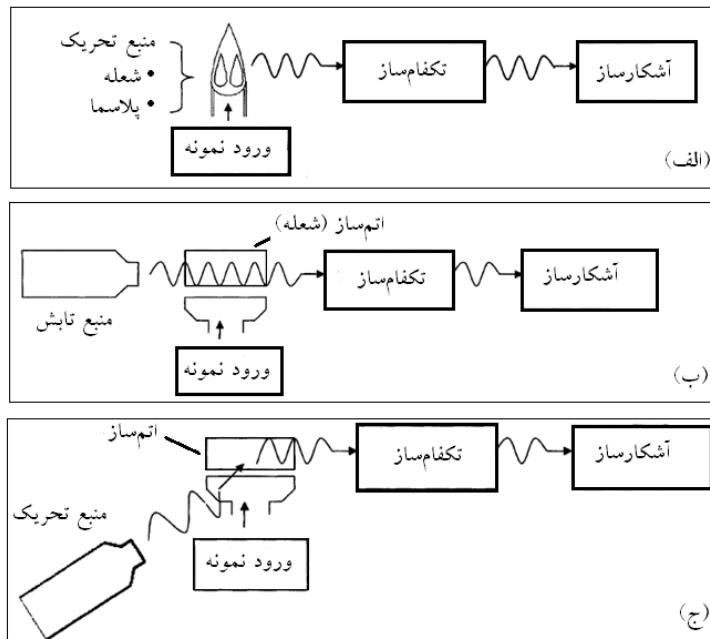 منبع تحریک
• شعله
• پلاسما
ورود نمونه
تکفام‌ساز
آشکارساز
(الف)
اتم‌ساز (شعله)
منبع تابش
ورود نمونه
تکفام‌ساز
آشکارساز
(ب)
اتم‌ساز
منبع تحریک
ورود نمونه
تکفام‌ساز
آشکارساز
(ج)